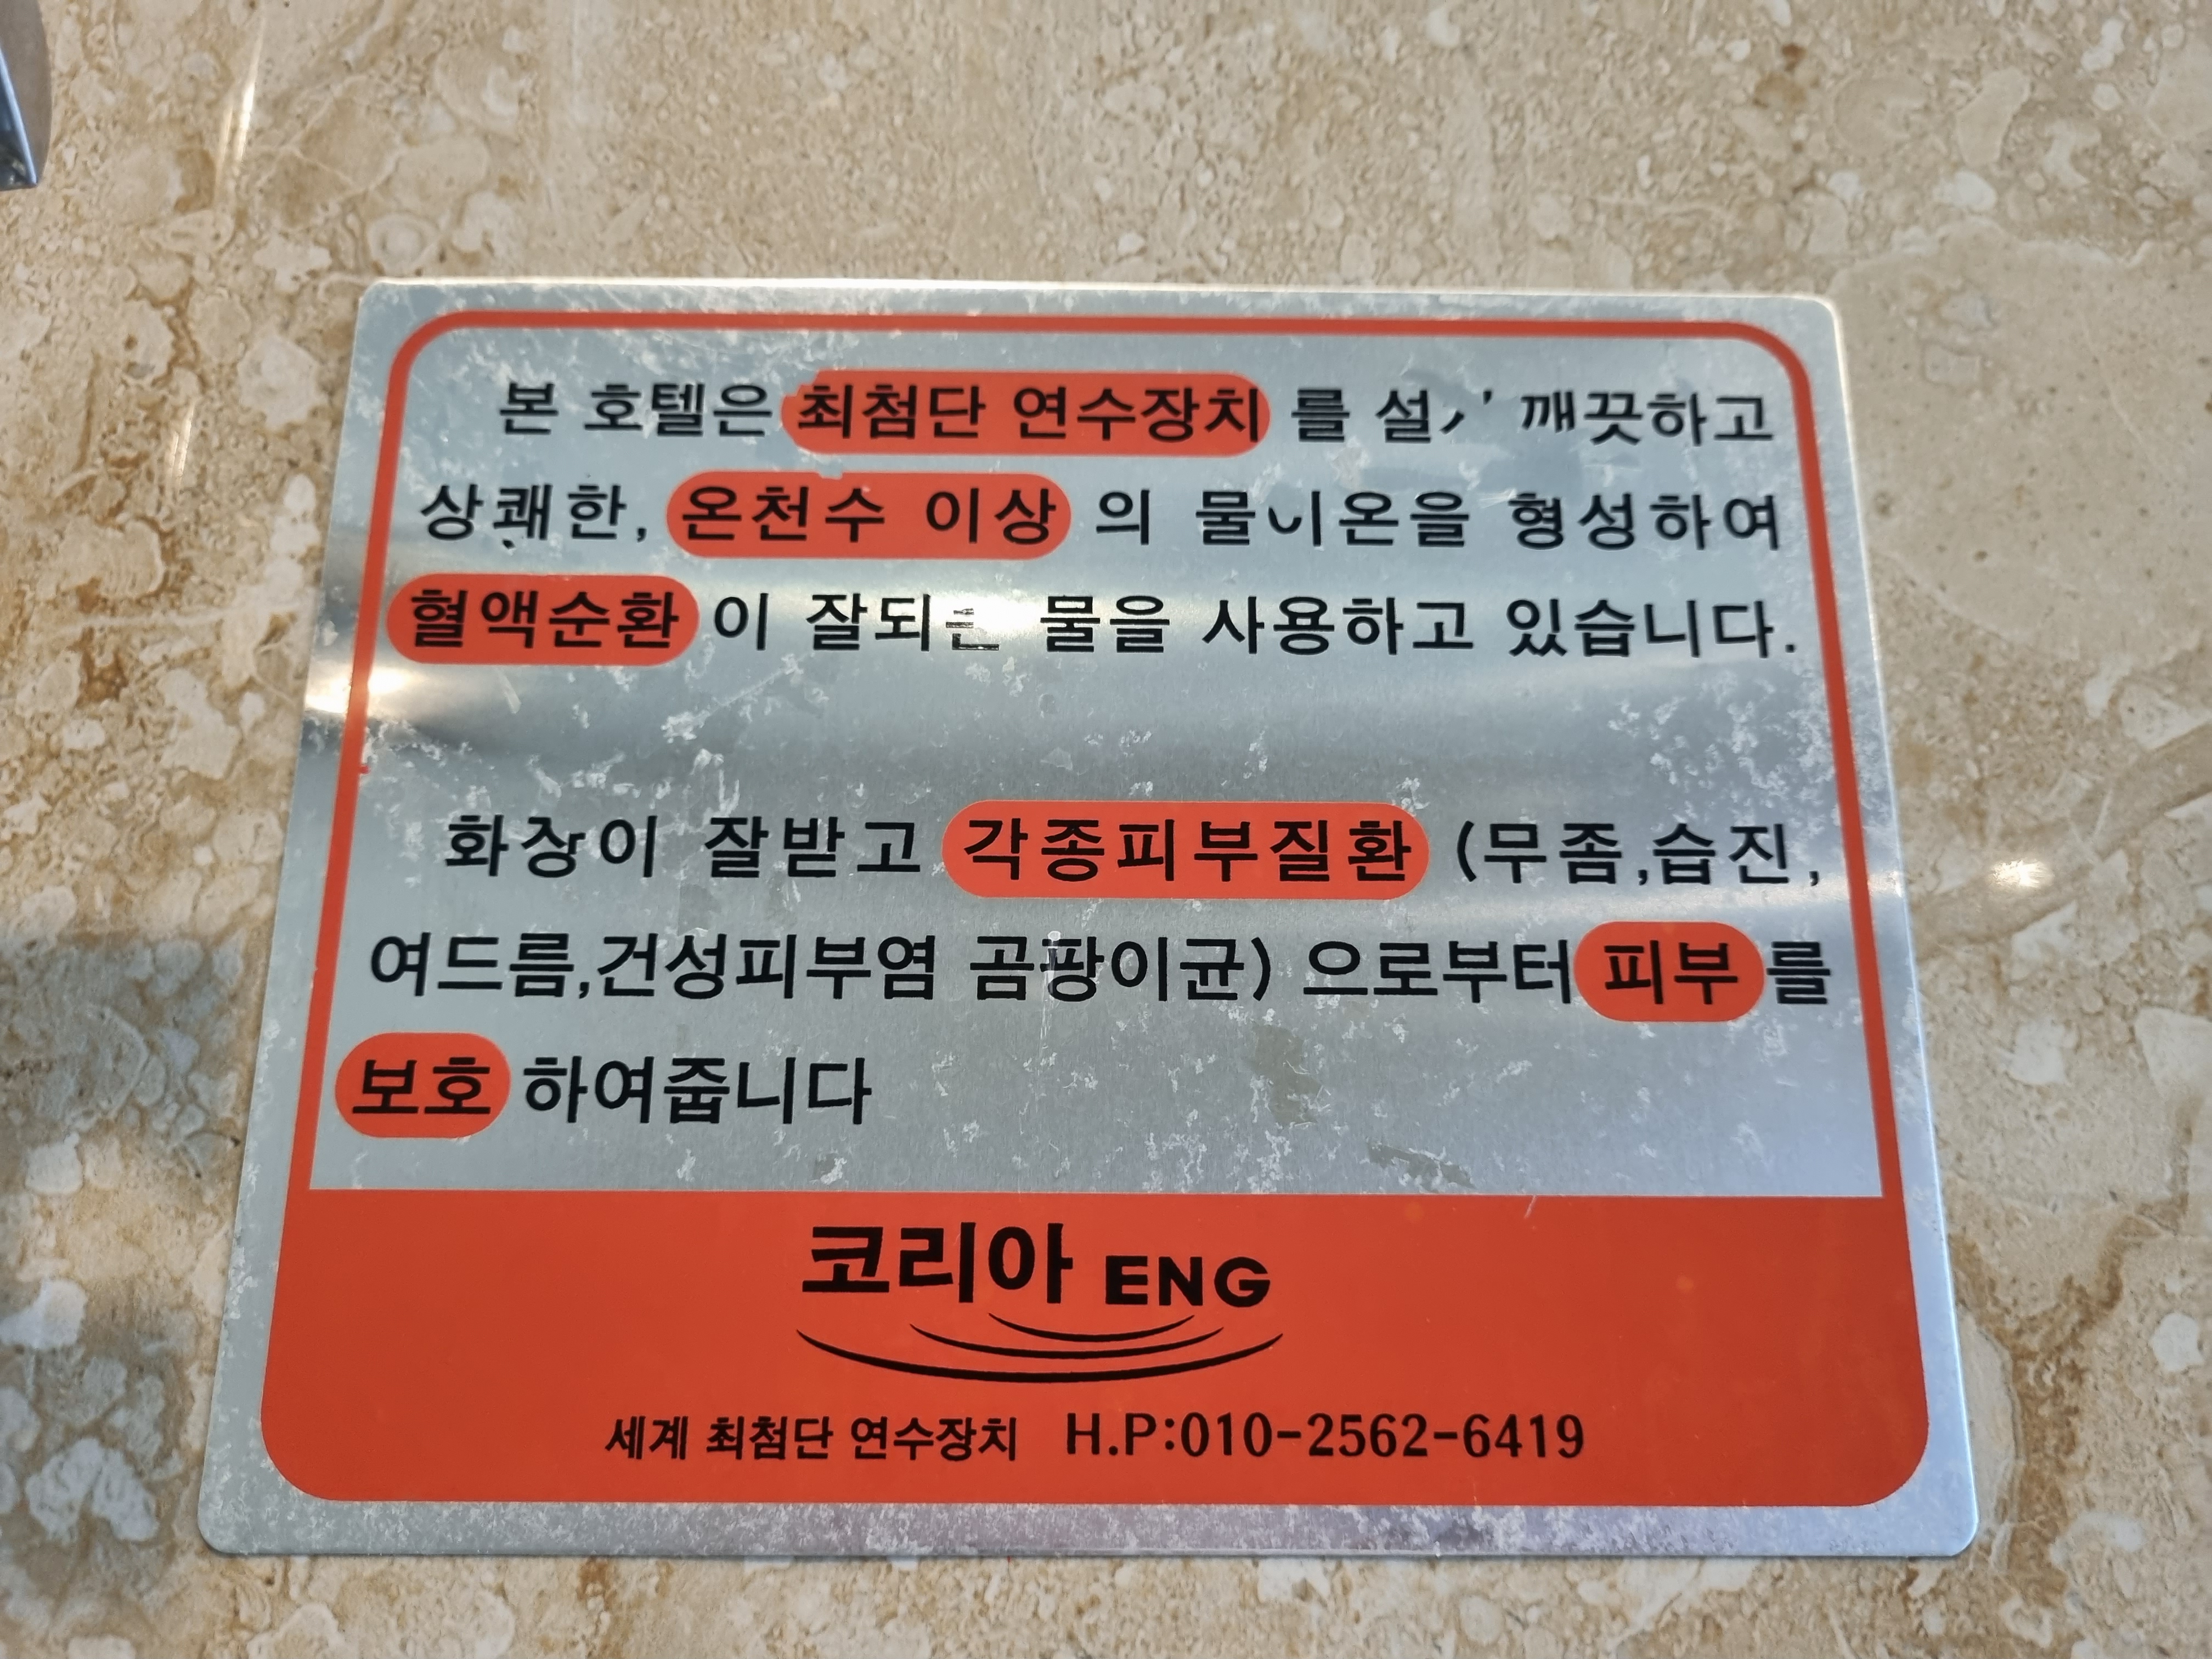 본 호텔은 최첨단 연수장치 를 깨끗하고
상쾌한, 온천수 이상 의 형성하여
혈액순환 이 잘되는 물을 사용하고 있습니다.
화장이 잘받고 각종피부질환 (무좀,습진,
여드름,건성피부염 곰팡이균) 으로부터 피부 를
보호 하여줍니다
코리아 ENG
세계 최첨단 연수장치 H.P:010-2562-6419